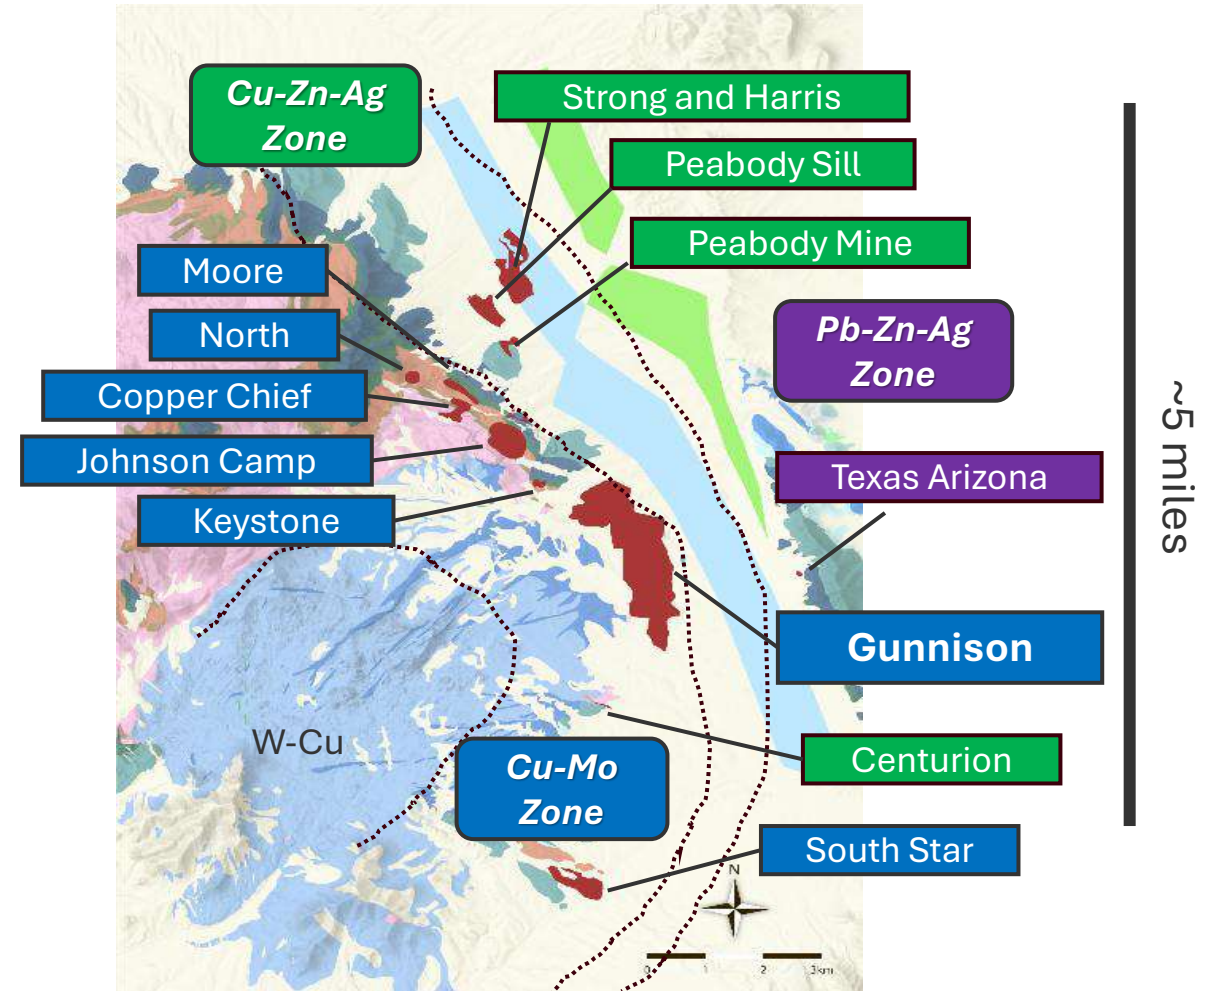 Cu-Zn-Ag
Zone
Strong and Harris
Peabody Sill
Peabody Mine
Moore
North
Copper Chief
Johnson Camp
Keystone
Pb-Zn-Ag
Zone
Texas Arizona
~5 miles
Gunnison
W-Cu
Cu-Mo
Zone
Centurion
South Star
N
0 1 2 3km